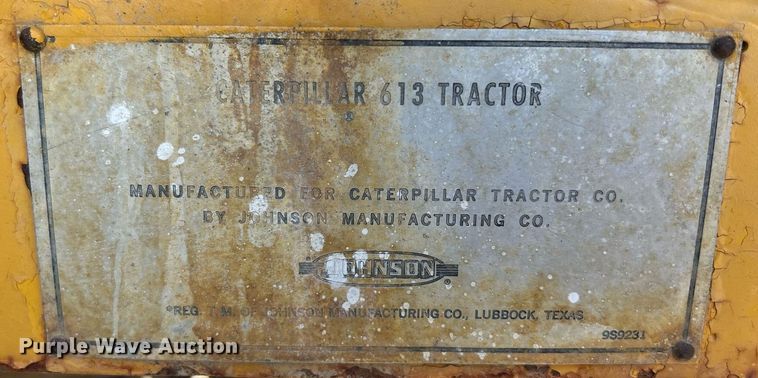 CATERPILLAR 613 TRACTOR
®
MANUFACTURED FOR CATERPILLAR TRACTOR CO.
BY JOHNSON MANUFACTURING CO.
JOHNSON ®
®REG. T.M. OF JOHNSON MANUFACTURING CO., LUBBOCK, TEXAS
9S9231
Purple Wave Auction